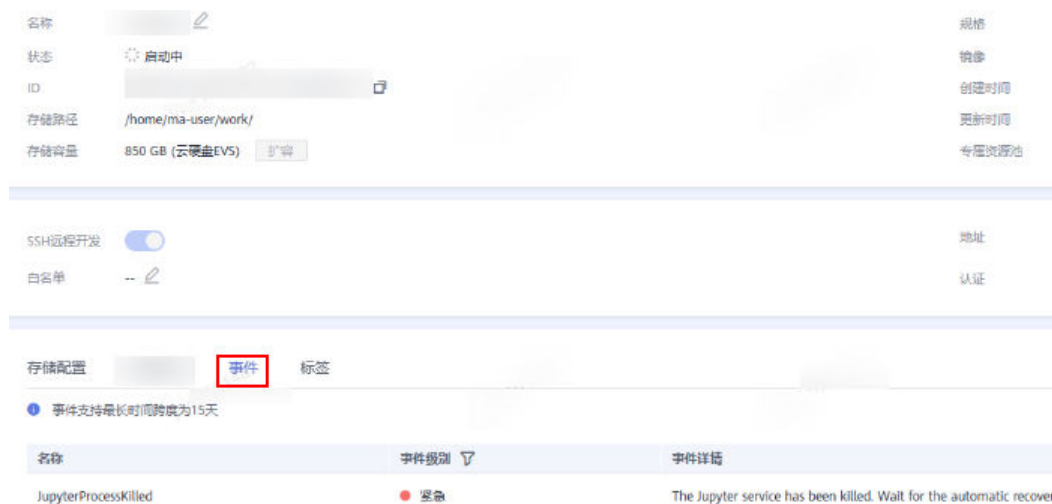 名称 规格
状态 启动中 镜像
ID 创建时间
存储路径 /home/ma-user/work/ 更新时间
存储容量 850 GB (云硬盘EVS) 扩容 专属资源池
SSH远程开发 地址
白名单 -- 认证
存储配置 事件 标签
事件支持最长时间跨度为15天
名称 事件级别 事件详情
JupyterProcessKilled 紧急 The Jupyter service has been killed. Wait for the automatic recover